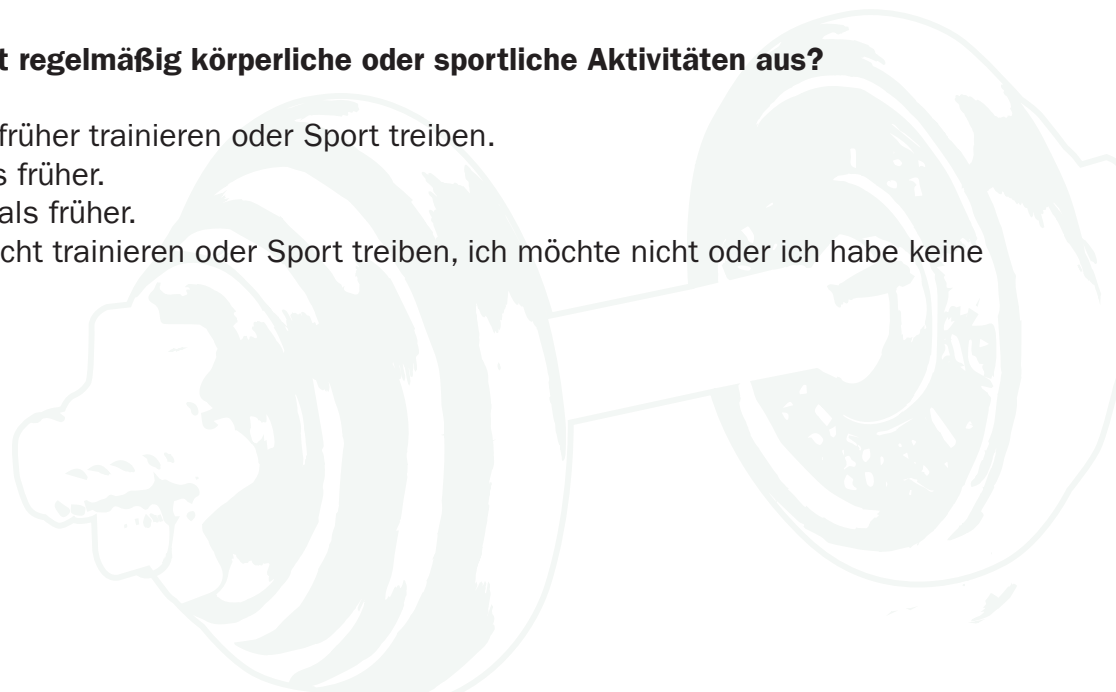 t regelmäßig körperliche oder sportliche Aktivitäten aus?
früher trainieren oder Sport treiben.
s früher.
als früher.
cht trainieren oder Sport treiben, ich möchte nicht oder ich habe keine